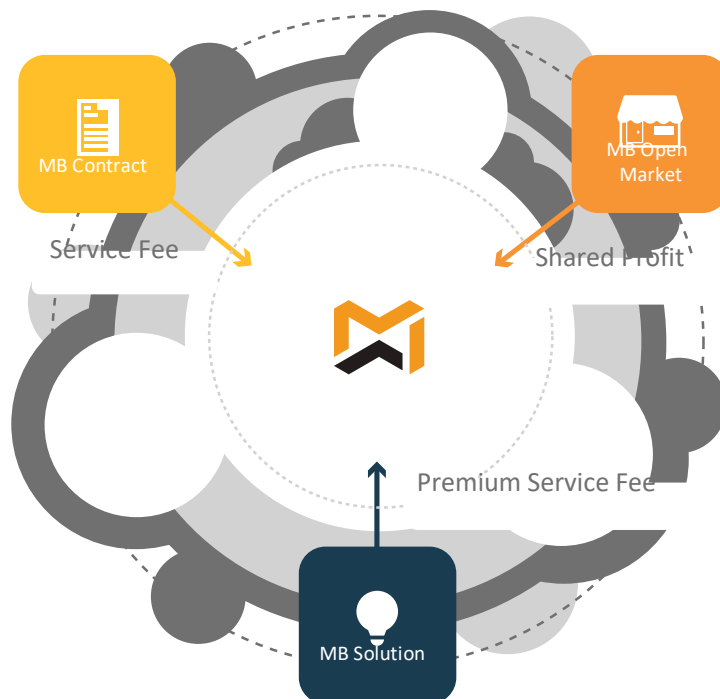 MB Contract
MB Open
Market
Service Fee
Shared Profit
Premium Service Fee
MB Solution